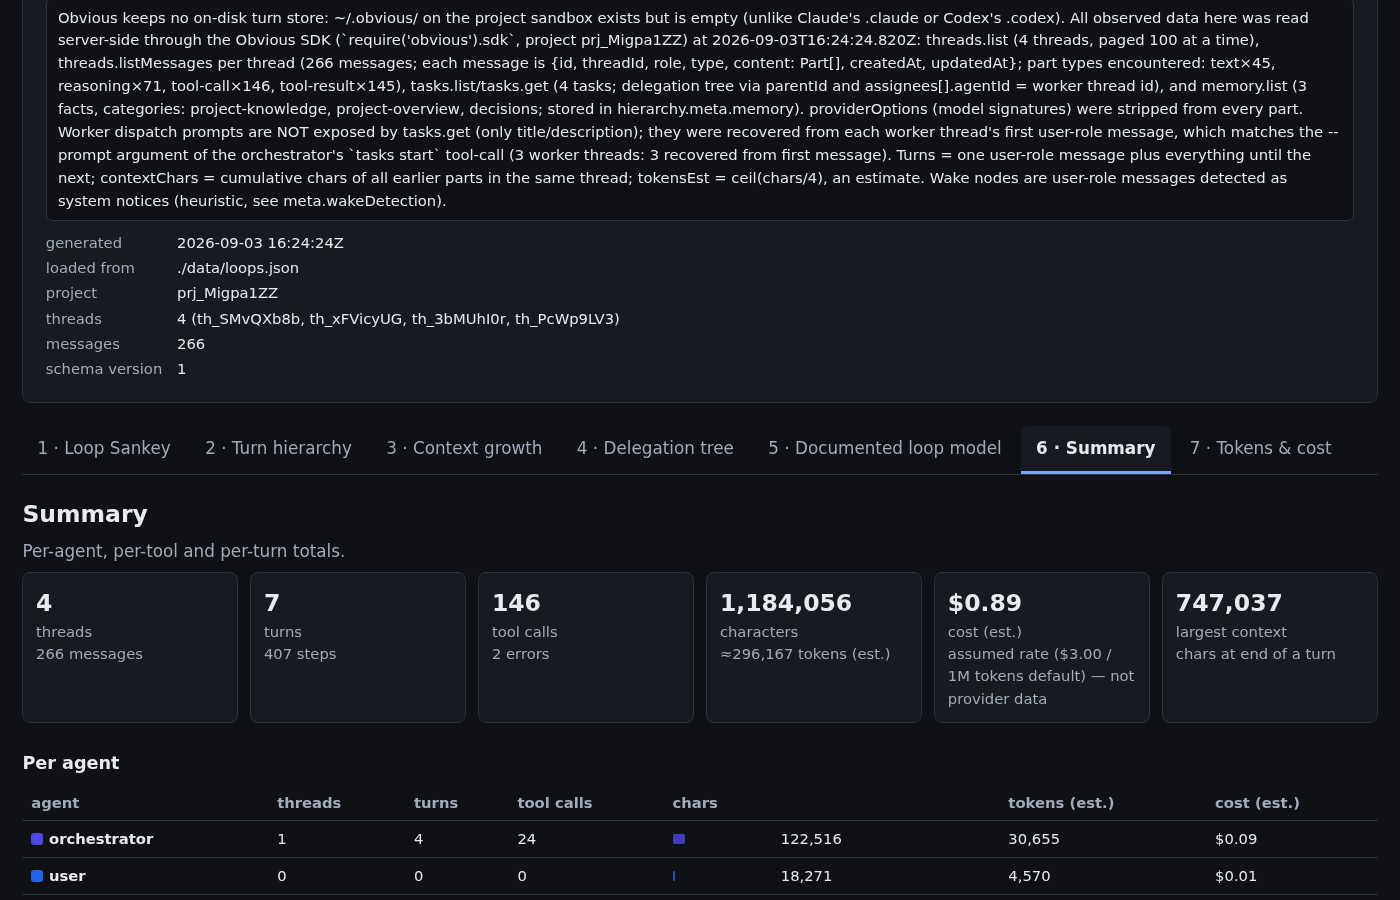 Obvious keeps no on-disk turn store: ~/.obvious/ on the project sandbox exists but is empty (unlike Claude's .claude or Codex's .codex). All observed data here was read
server-side through the Obvious SDK (`require('obvious').sdk`, project prj_Migpa1ZZ) at 2026-09-03T16:24:24.820Z: threads.list (4 threads, paged 100 at a time),
threads.listMessages per thread (266 messages; each message is {id, threadId, role, type, content: Part[], createdAt, updatedAt}; part types encountered: text×45,
reasoning×71, tool-call×146, tool-result×145), tasks.list/tasks.get (4 tasks; delegation tree via parentId and assignees[].agentId = worker thread id), and memory.list (3
facts, categories: project-knowledge, project-overview, decisions; stored in hierarchy.meta.memory). providerOptions (model signatures) were stripped from every part.
Worker dispatch prompts are NOT exposed by tasks.get (only title/description); they were recovered from each worker thread's first user-role message, which matches the --
prompt argument of the orchestrator's `tasks start` tool-call (3 worker threads: 3 recovered from first message). Turns = one user-role message plus everything until the
next; contextChars = cumulative chars of all earlier parts in the same thread; tokensEst = ceil(chars/4), an estimate. Wake nodes are user-role messages detected as
system notices (heuristic, see meta.wakeDetection).
generated 2026-09-03 16:24:24Z
loaded from ./data/loops.json
project prj_Migpa1ZZ
threads 4 (th_SMvQXb8b, th_xFVicyUG, th_3bMUhI0r, th_PcWp9LV3)
messages 266
schema version 1
1 · Loop Sankey 2 · Turn hierarchy 3 · Context growth 4 · Delegation tree 5 · Documented loop model 6 · Summary 7 · Tokens & cost
Summary
Per-agent, per-tool and per-turn totals.
4
threads
266 messages
7
turns
407 steps
146
tool calls
2 errors
1,184,056
characters
≈296,167 tokens (est.)
$0.89
cost (est.)
assumed rate ($3.00 /
1M tokens default) — not
provider data
747,037
largest context
chars at end of a turn
Per agent
agent threads turns tool calls chars tokens (est.) cost (est.)
orchestrator 1 4 24 122,516 30,655 $0.09
user 0 0 0 18,271 4,570 $0.01